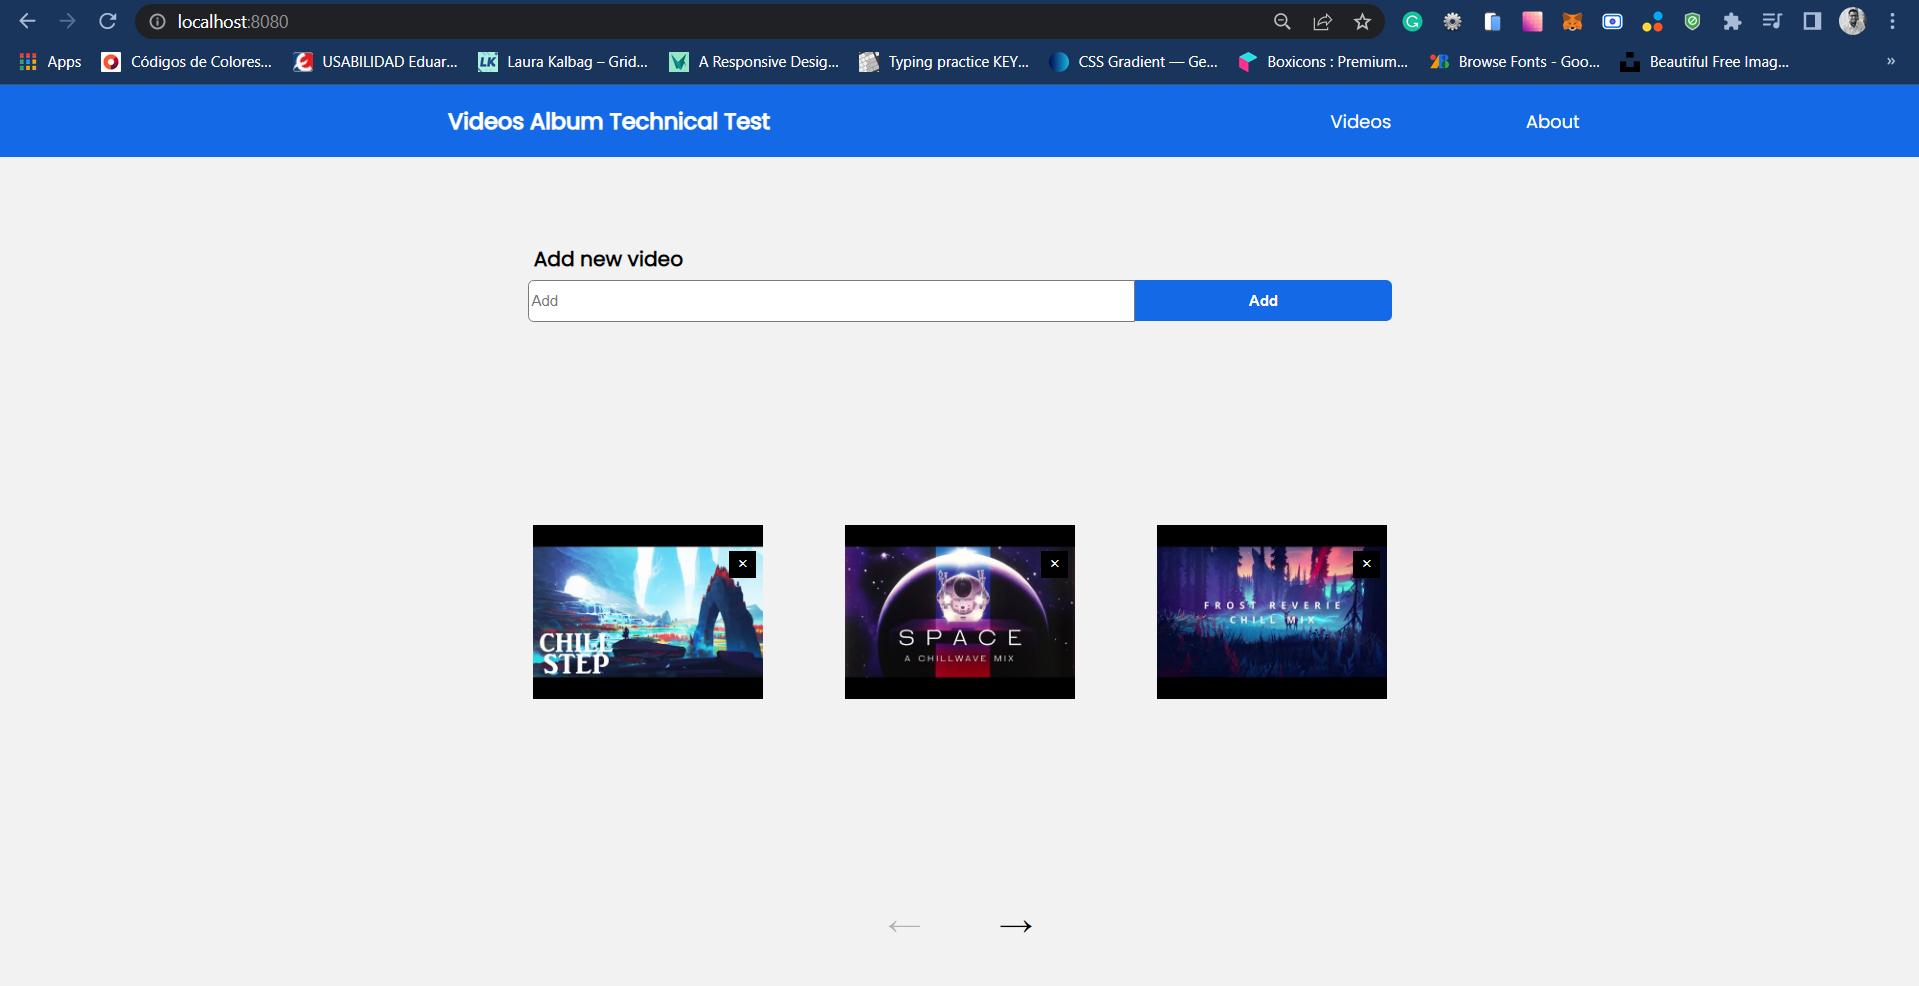 localhost:8080
Apps Códigos de Colores... USABILIDAD Eduar... LK Laura Kalbag – Grid... A Responsive Desig... Typing practice KEY... CSS Gradient — Ge... Boxicons : Premium... Browse Fonts - Goo... Beautiful Free Imag... »
Videos Album Technical Test Videos About
Add new video
Add Add
× × ×
CHILL
STEP
SPACE
A CHILLWAVE MIX
FROST REVERIE
CHILL MIX
← →